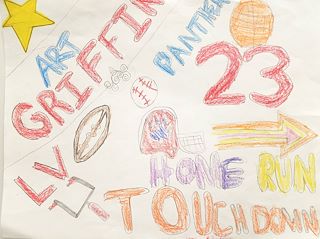 ART
GRIFFIN
PANTHER
23
LV
HOME RUN
TOUCHDOWN